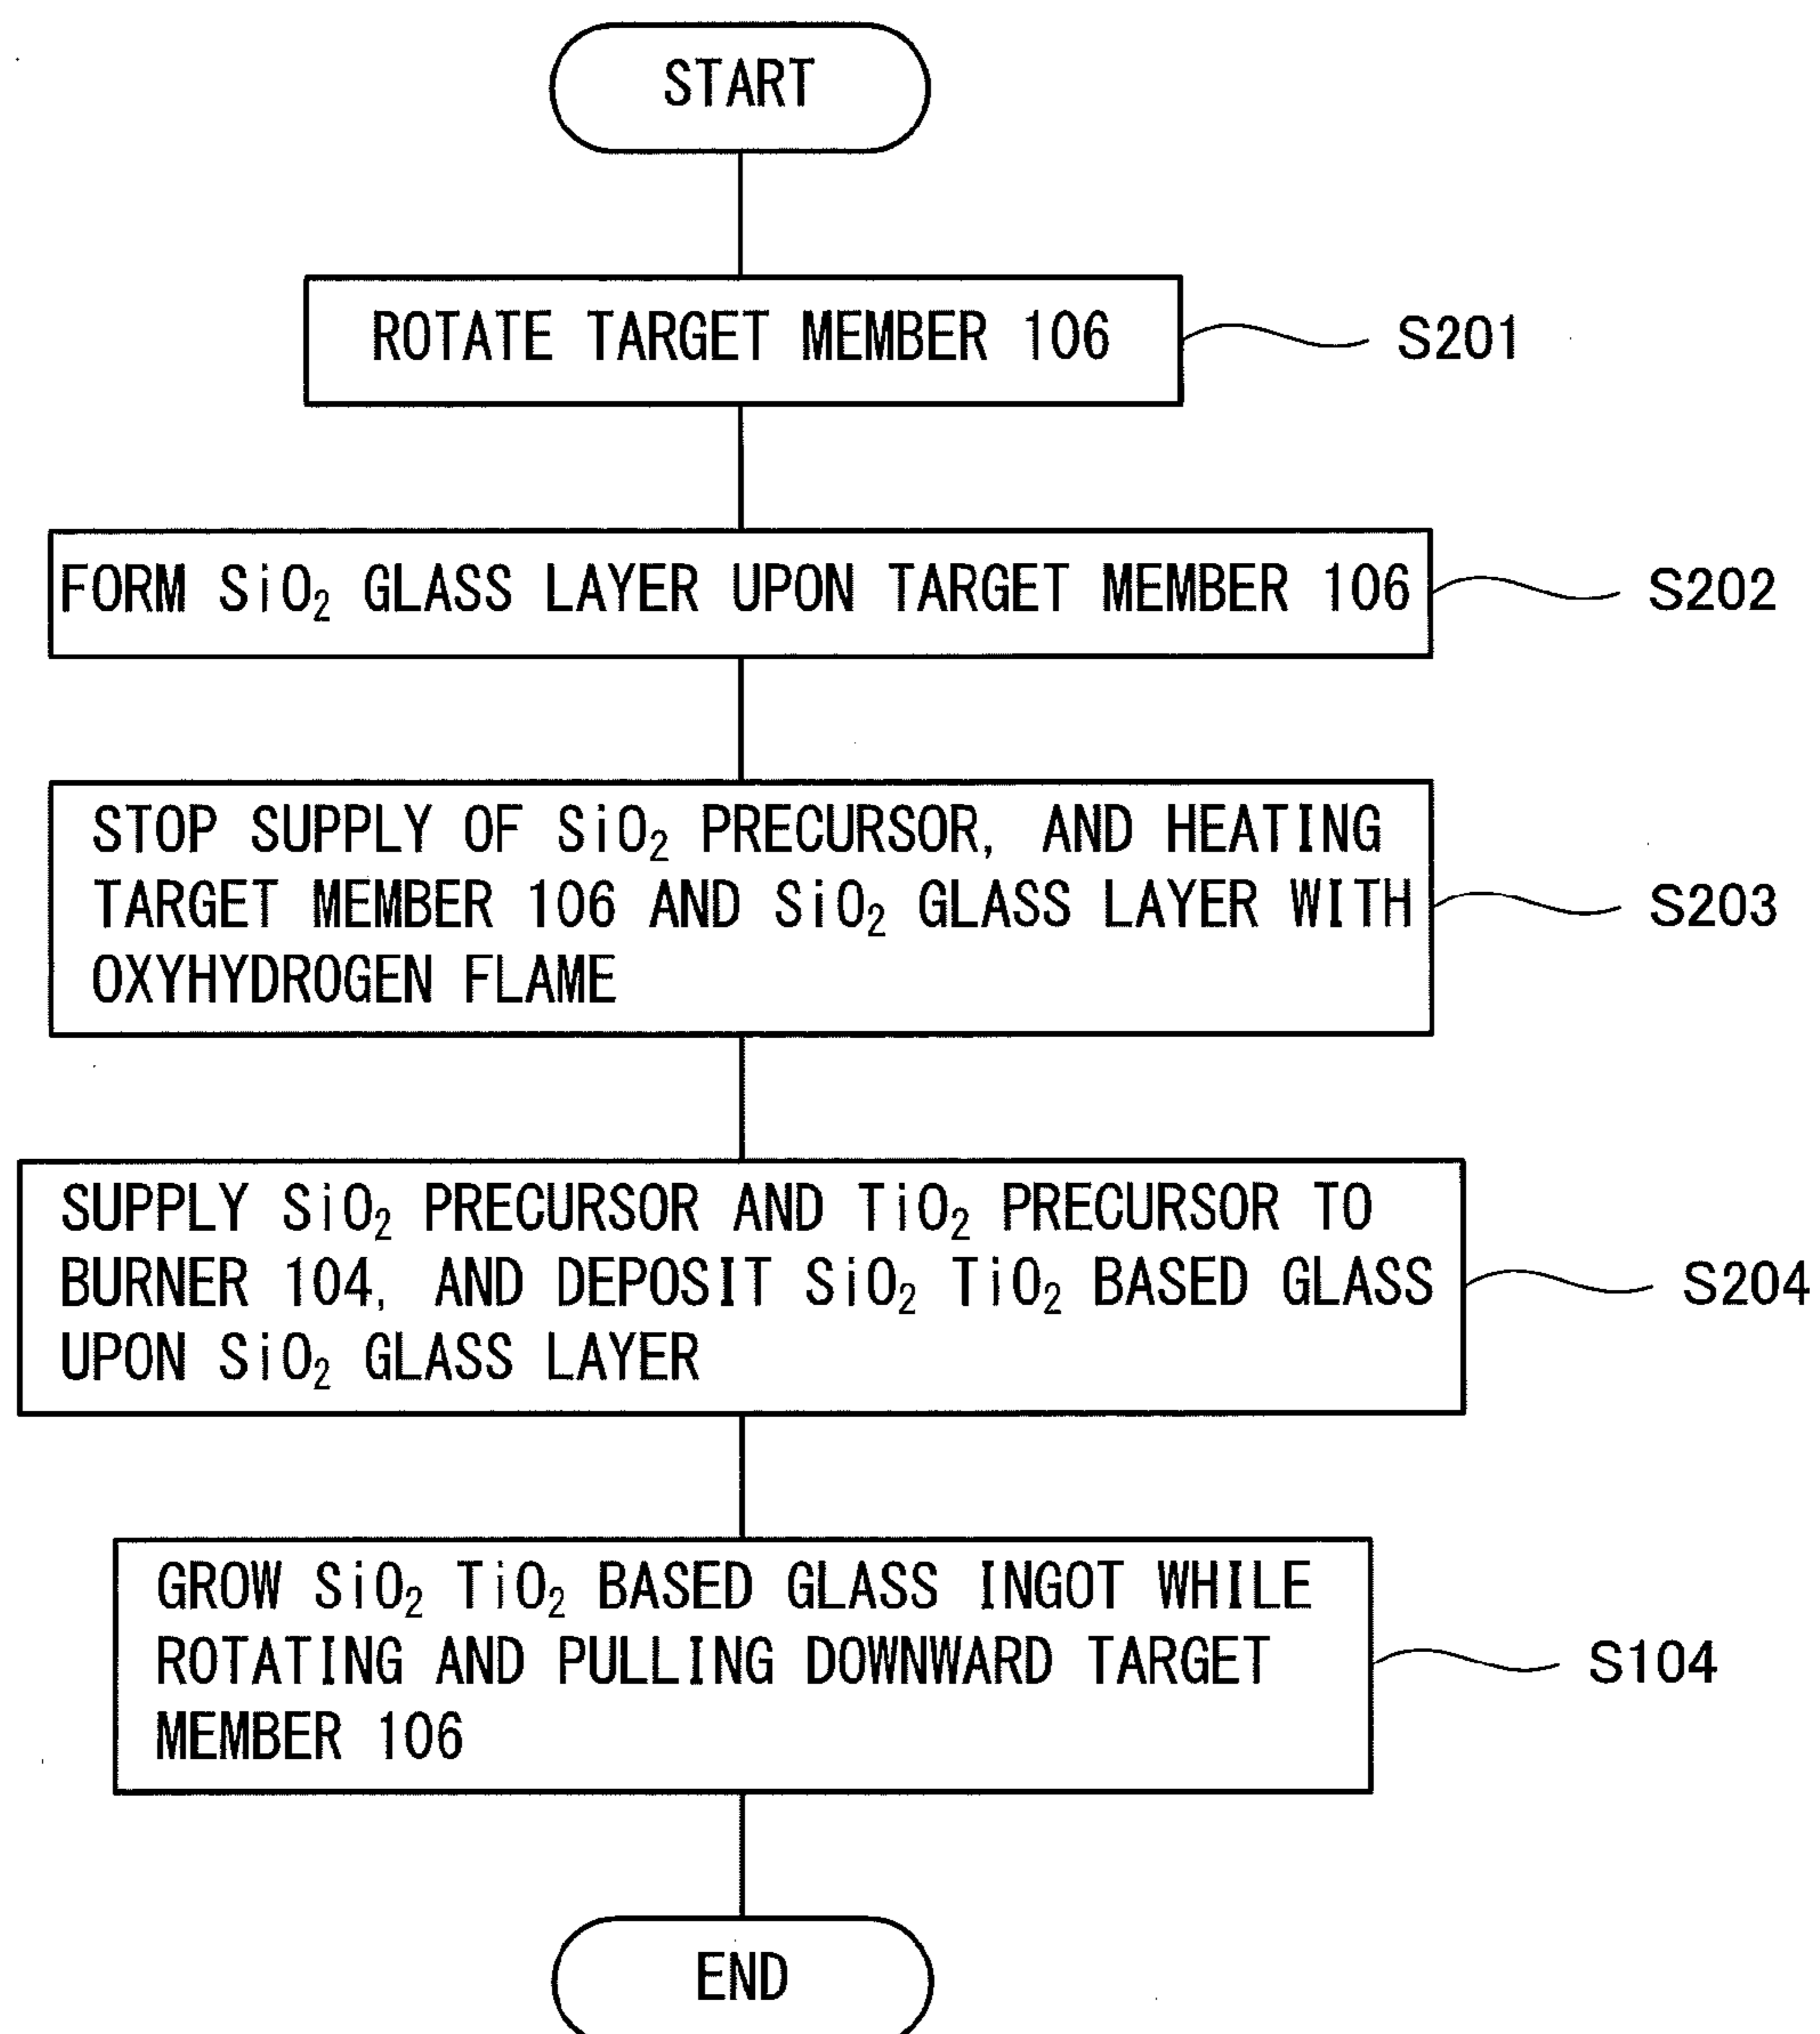 START
ROTATE TARGET MEMBER 106
S201
FORM SiO₂ GLASS LAYER UPON TARGET MEMBER 106
S202
STOP SUPPLY OF SiO₂ PRECURSOR, AND HEATING
TARGET MEMBER 106 AND SiO₂ GLASS LAYER WITH
OXYHYDROGEN FLAME
S203
SUPPLY SiO₂ PRECURSOR AND TiO₂ PRECURSOR TO
BURNER 104, AND DEPOSIT SiO₂ TiO₂ BASED GLASS
UPON SiO₂ GLASS LAYER
S204
GROW SiO₂ TiO₂ BASED GLASS INGOT WHILE
ROTATING AND PULLING DOWNWARD TARGET
MEMBER 106
S104
END